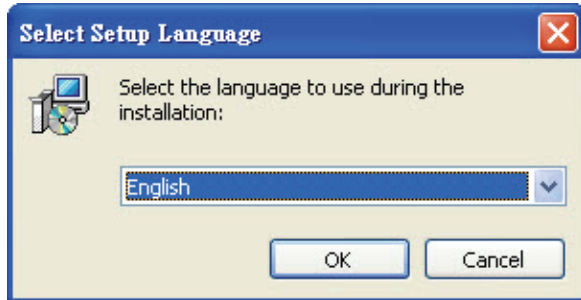 Select Setup Language
Select the language to use during the
installation:
English
OK
Cancel